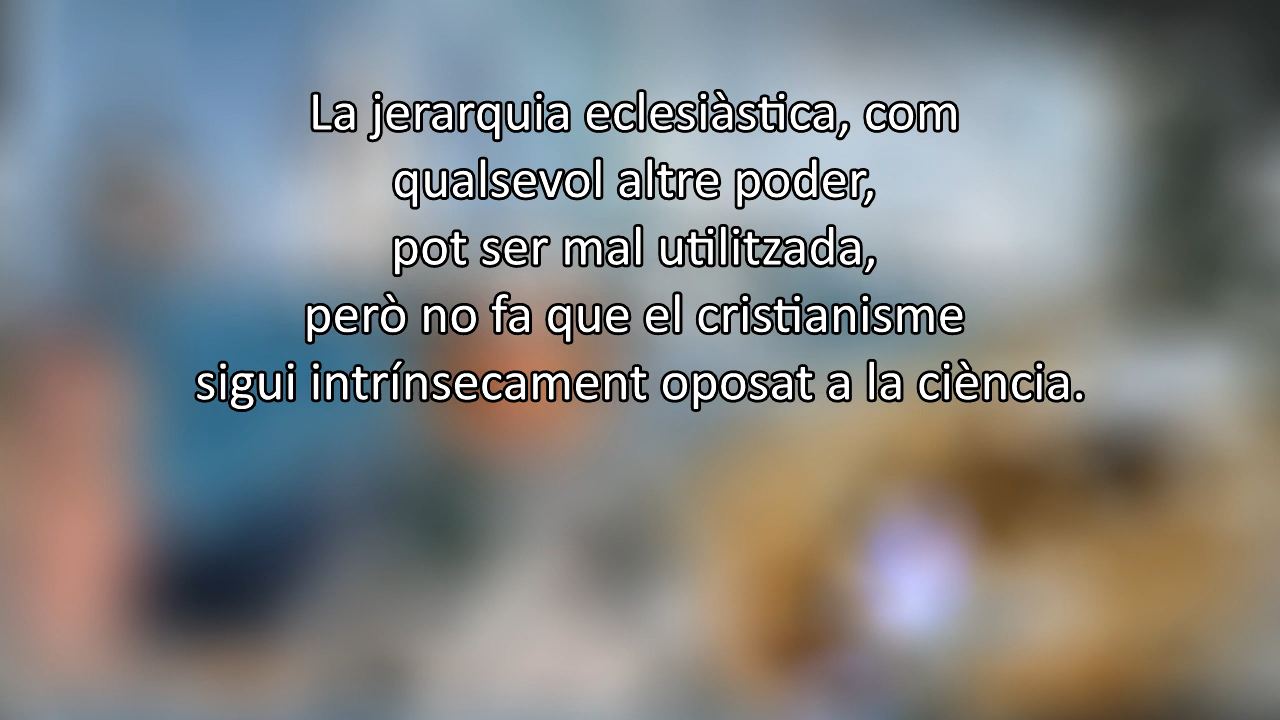 La jerarquia eclesiàstica, com
qualsevol altre poder,
pot ser mal utilitzada,
però no fa que el cristianisme
sigui intrínsecament oposat a la ciència.